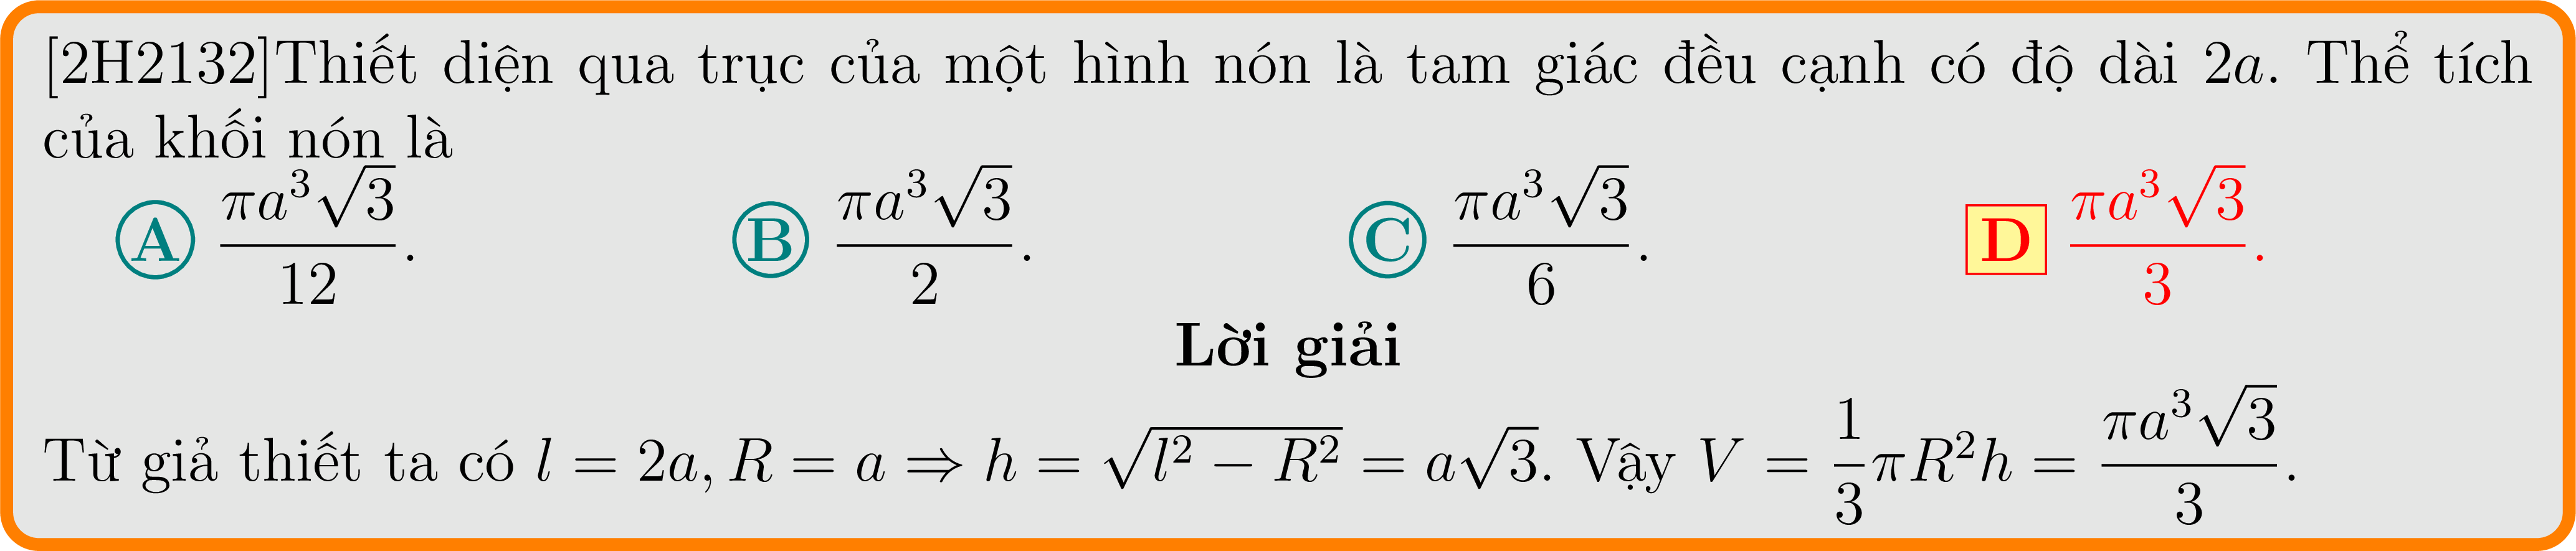 [2H2132]Thiết diện qua trục của một hình nón là tam giác đều cạnh có độ dài 2a. Thể tích
của khối nón là
A $\frac{\pi a^3\sqrt{3}}{12}$. B $\frac{\pi a^3\sqrt{3}}{2}$. C $\frac{\pi a^3\sqrt{3}}{6}$. D $\frac{\pi a^3\sqrt{3}}{3}$.
Lời giải
Từ giả thiết ta có $l = 2a, R = a \Rightarrow h = \sqrt{l^2 - R^2} = a\sqrt{3}$. Vậy $V = \frac{1}{3}\pi R^2 h = \frac{\pi a^3\sqrt{3}}{3}$.